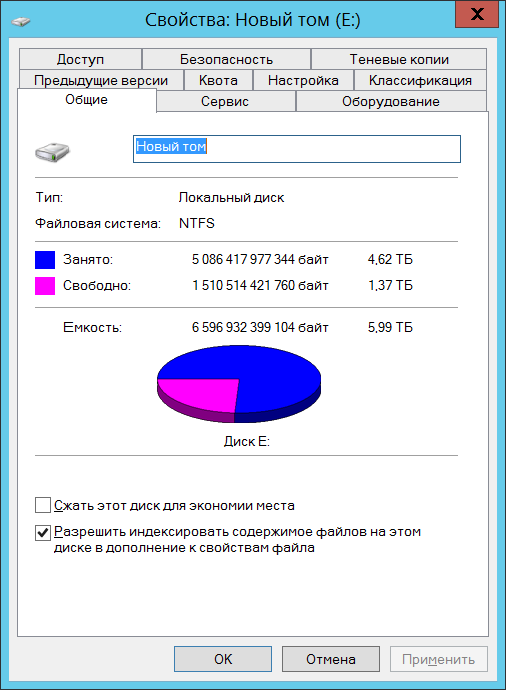 Свойства: Новый том (E:)
X
Доступ Безопасность Теневые копии
Предыдущие версии Квота Настройка Классификация
Общие Сервис Оборудование
Новый том
Тип: Локальный диск
Файловая система: NTFS
Занято: 5 086 417 977 344 байт 4,62 ТБ
Свободно: 1 510 514 421 760 байт 1,37 ТБ
Емкость: 6 596 932 399 104 байт 5,99 ТБ
Диск E:
Сжать этот диск для экономии места
Разрешить индексировать содержимое файлов на этом
диске в дополнение к свойствам файла
OK Отмена Применить